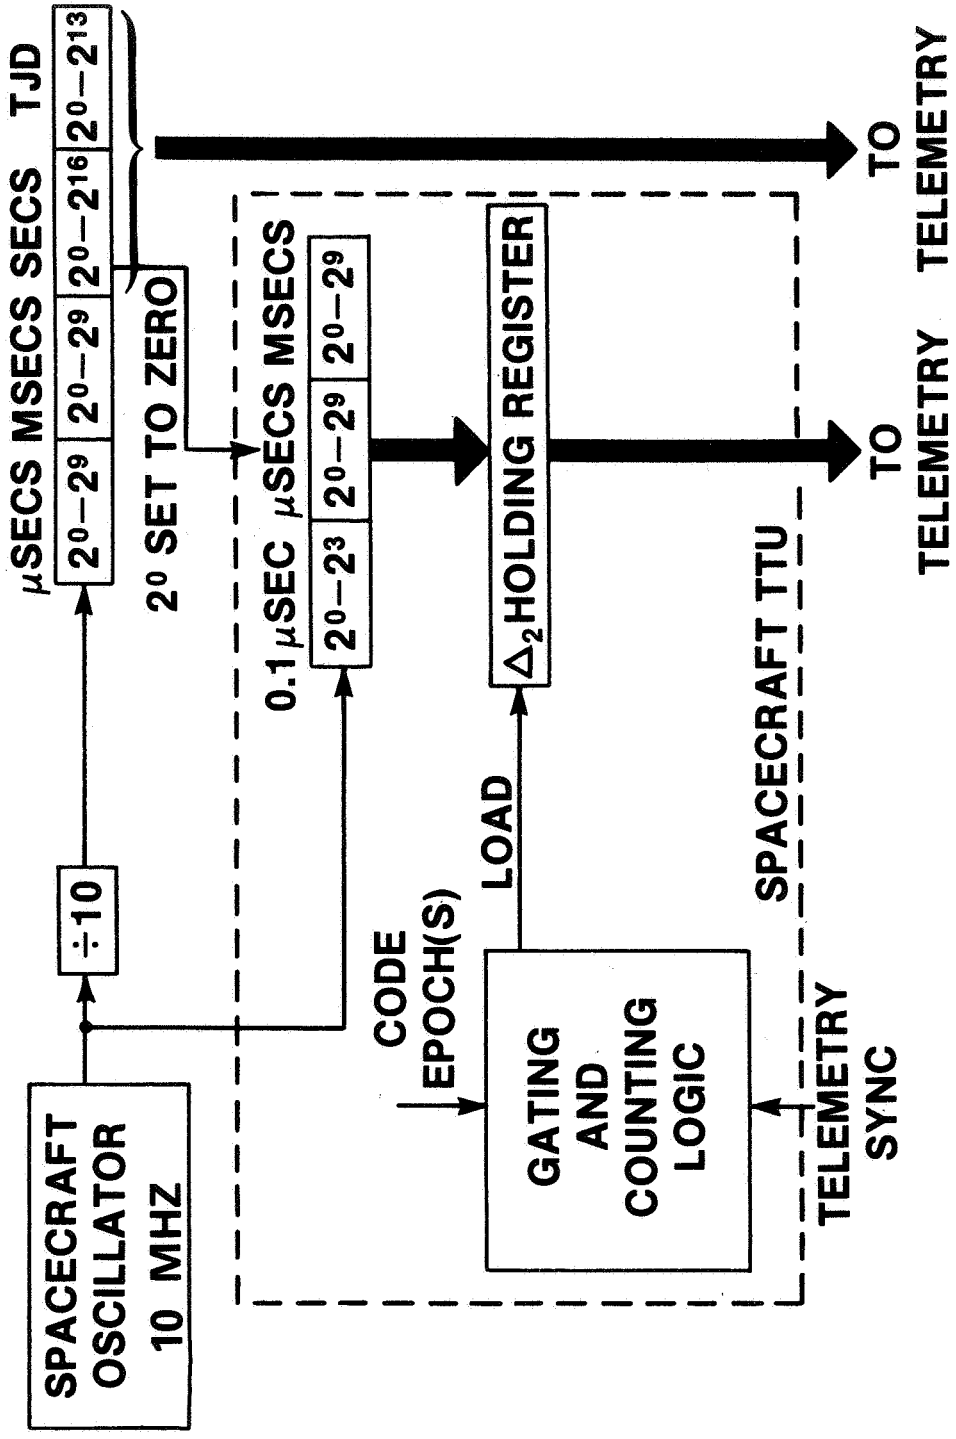 SPACECRAFT
OSCILLATOR
10 MHZ
÷10
μSECS MSECS SECS TJD
2⁰–2⁹ 2⁰–2⁹ 2⁰–2¹⁶ 2⁰–2¹³
2⁰ SET TO ZERO
0.1 μSEC μSECS MSECS
2⁰–2³ 2⁰–2⁹ 2⁰–2⁹
CODE
EPOCH(S)
LOAD
Δ₂HOLDING REGISTER
GATING
AND
COUNTING
LOGIC
SPACECRAFT TTU
TELEMETRY
SYNC
TO
TELEMETRY
TO
TELEMETRY